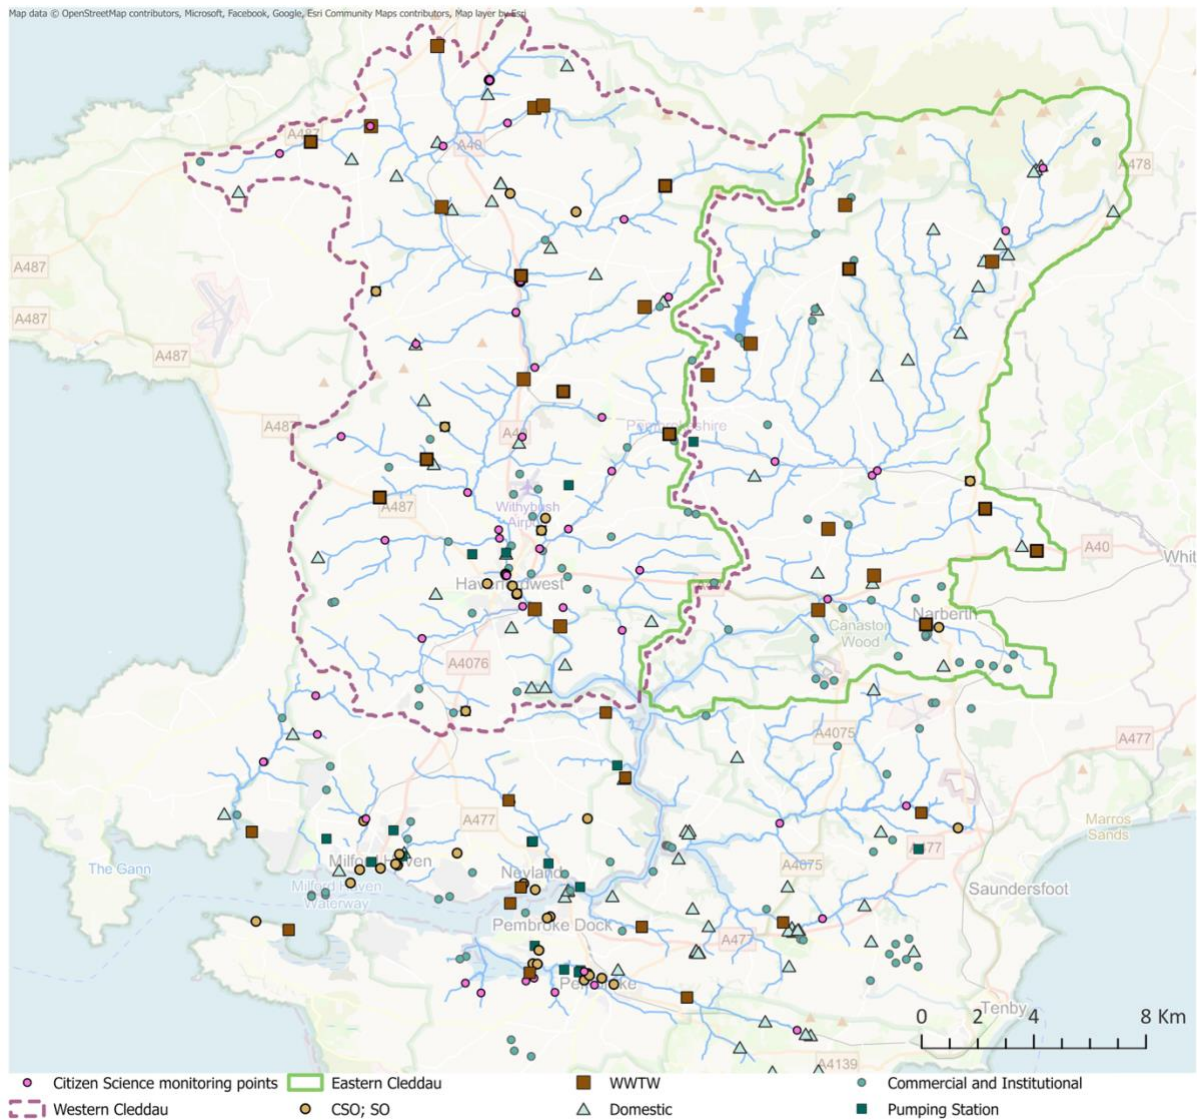 Map data © OpenStreetMap contributors, Microsoft, Facebook, Google, Esri Community Maps contributors, Map layer by Esri
A487
A40
A478
A487
A487
A487
A487
Pembrokeshire
A40
A487
Withybush
Airport
A40
Whit
Haverfordwest
Narberth
Canaston
Wood
A4076
A4075
A477
A477
Marros
Sands
The Gann
Milford Haven
A477
Milford Haven
Waterway
Neyland
A4075
Saundersfoot
Pembroke Dock
A477
Pembroke
Tenby
0 2 4 8 Km
A4139
Citizen Science monitoring points
Eastern Cleddau
WWTW
Commercial and Institutional
Western Cleddau
CSO; SO
Domestic
Pumping Station